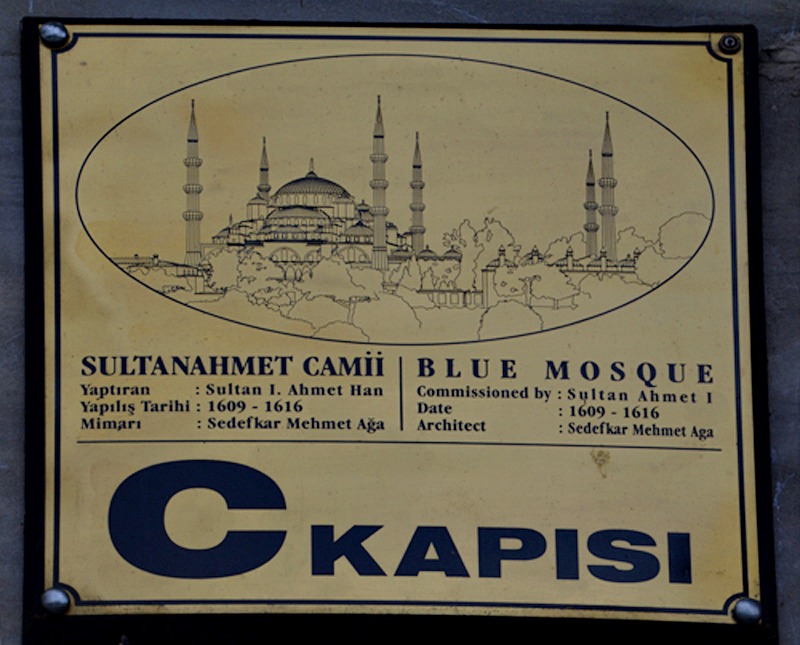 SULTANAHMET CAMİİ
Yaptıran : Sultan I. Ahmet Han
Yapılış Tarihi : 1609 - 1616
Mimarı : Sedefkar Mehmet Ağa
BLUE MOSQUE
Commissioned by : Sultan Ahmet I
Date : 1609 - 1616
Architect : Sedefkar Mehmet Aga
C KAPISI